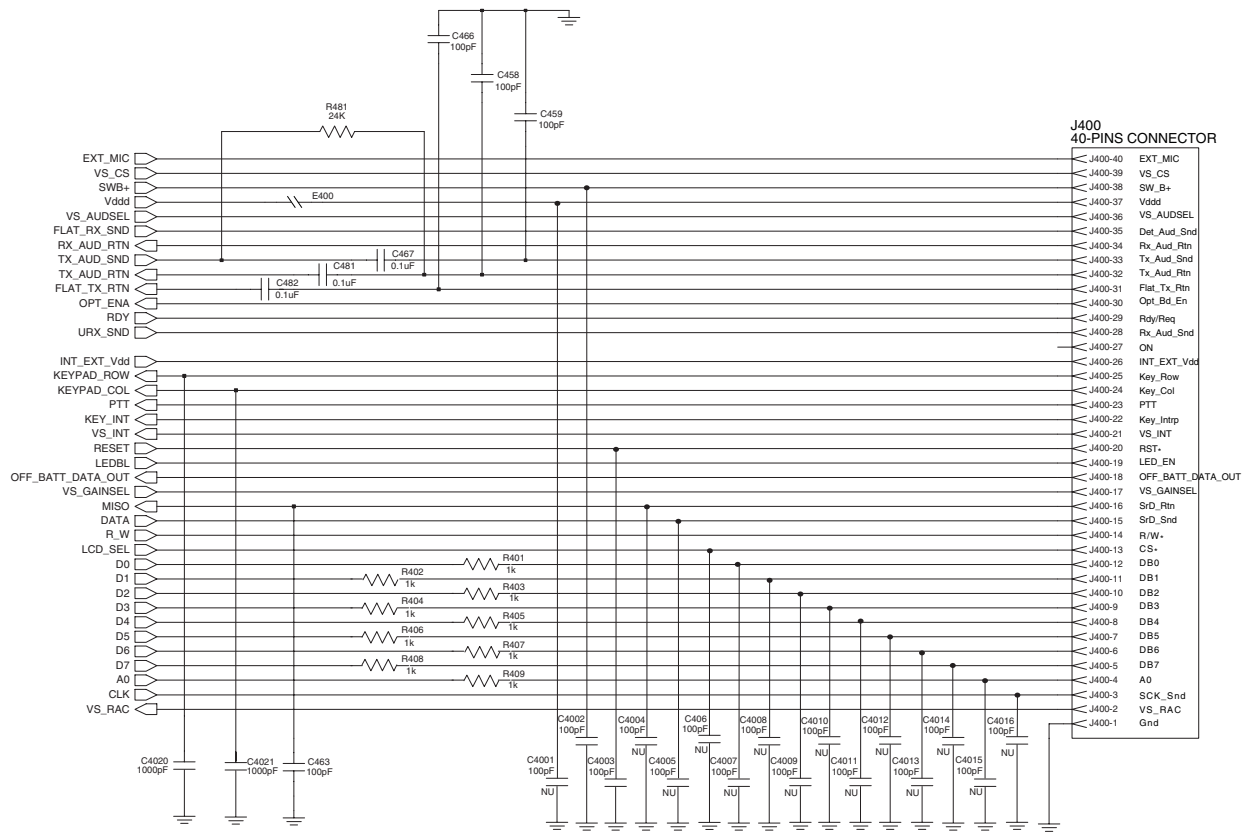 C466
100pF
C458
100pF
C459
100pF
R481
24K
J400
40-PINS CONNECTOR
EXT_MIC
J400-40 EXT_MIC
VS_CS
J400-39 VS_CS
SWB+
J400-38 SW_B+
Vddd
E400
J400-37 Vddd
VS_AUDSEL
J400-36 VS_AUDSEL
FLAT_RX_SND
J400-35 Det_Aud_Snd
RX_AUD_RTN
J400-34 Rx_Aud_Rtn
C467
0.1uF
TX_AUD_SND
J400-33 Tx_Aud_Snd
C481
0.1uF
TX_AUD_RTN
J400-32 Tx_Aud_Rtn
C482
0.1uF
FLAT_TX_RTN
J400-31 Flat_Tx_Rtn
OPT_ENA
J400-30 Opt_Bd_En
RDY
J400-29 Rdy/Req
URX_SND
J400-28 Rx_Aud_Snd
J400-27 ON
INT_EXT_Vdd
J400-26 INT_EXT_Vdd
KEYPAD_ROW
J400-25 Key_Row
KEYPAD_COL
J400-24 Key_Col
PTT
J400-23 PTT
KEY_INT
J400-22 Key_Intrp
VS_INT
J400-21 VS_INT
RESET
J400-20 RST*
LEDBL
J400-19 LED_EN
OFF_BATT_DATA_OUT
J400-18 OFF_BATT_DATA_OUT
VS_GAINSEL
J400-17 VS_GAINSEL
MISO
J400-16 SrD_Rtn
DATA
J400-15 SrD_Snd
R_W
J400-14 R/W*
LCD_SEL
J400-13 CS*
D0
R401
1k
J400-12 DB0
D1
R402
1k
J400-11 DB1
D2
R403
1k
J400-10 DB2
D3
R404
1k
J400-9 DB3
D4
R405
1k
J400-8 DB4
D5
R406
1k
J400-7 DB5
D6
R407
1k
J400-6 DB6
D7
R408
1k
J400-5 DB7
A0
R409
1k
J400-4 A0
CLK
J400-3 SCK_Snd
VS_RAC
J400-2 VS_RAC
J400-1 Gnd
C4002
100pF
C4004
100pF
NU
C406
100pF
NU
C4008
100pF
NU
C4010
100pF
NU
C4012
100pF
NU
C4014
100pF
NU
C4016
100pF
NU
C4020
1000pF
C4021
1000pF
C463
100pF
C4001
100pF
NU
C4003
100pF
C4005
100pF
NU
C4007
100pF
NU
C4009
100pF
NU
C4011
100pF
NU
C4013
100pF
NU
C4015
100pF
NU